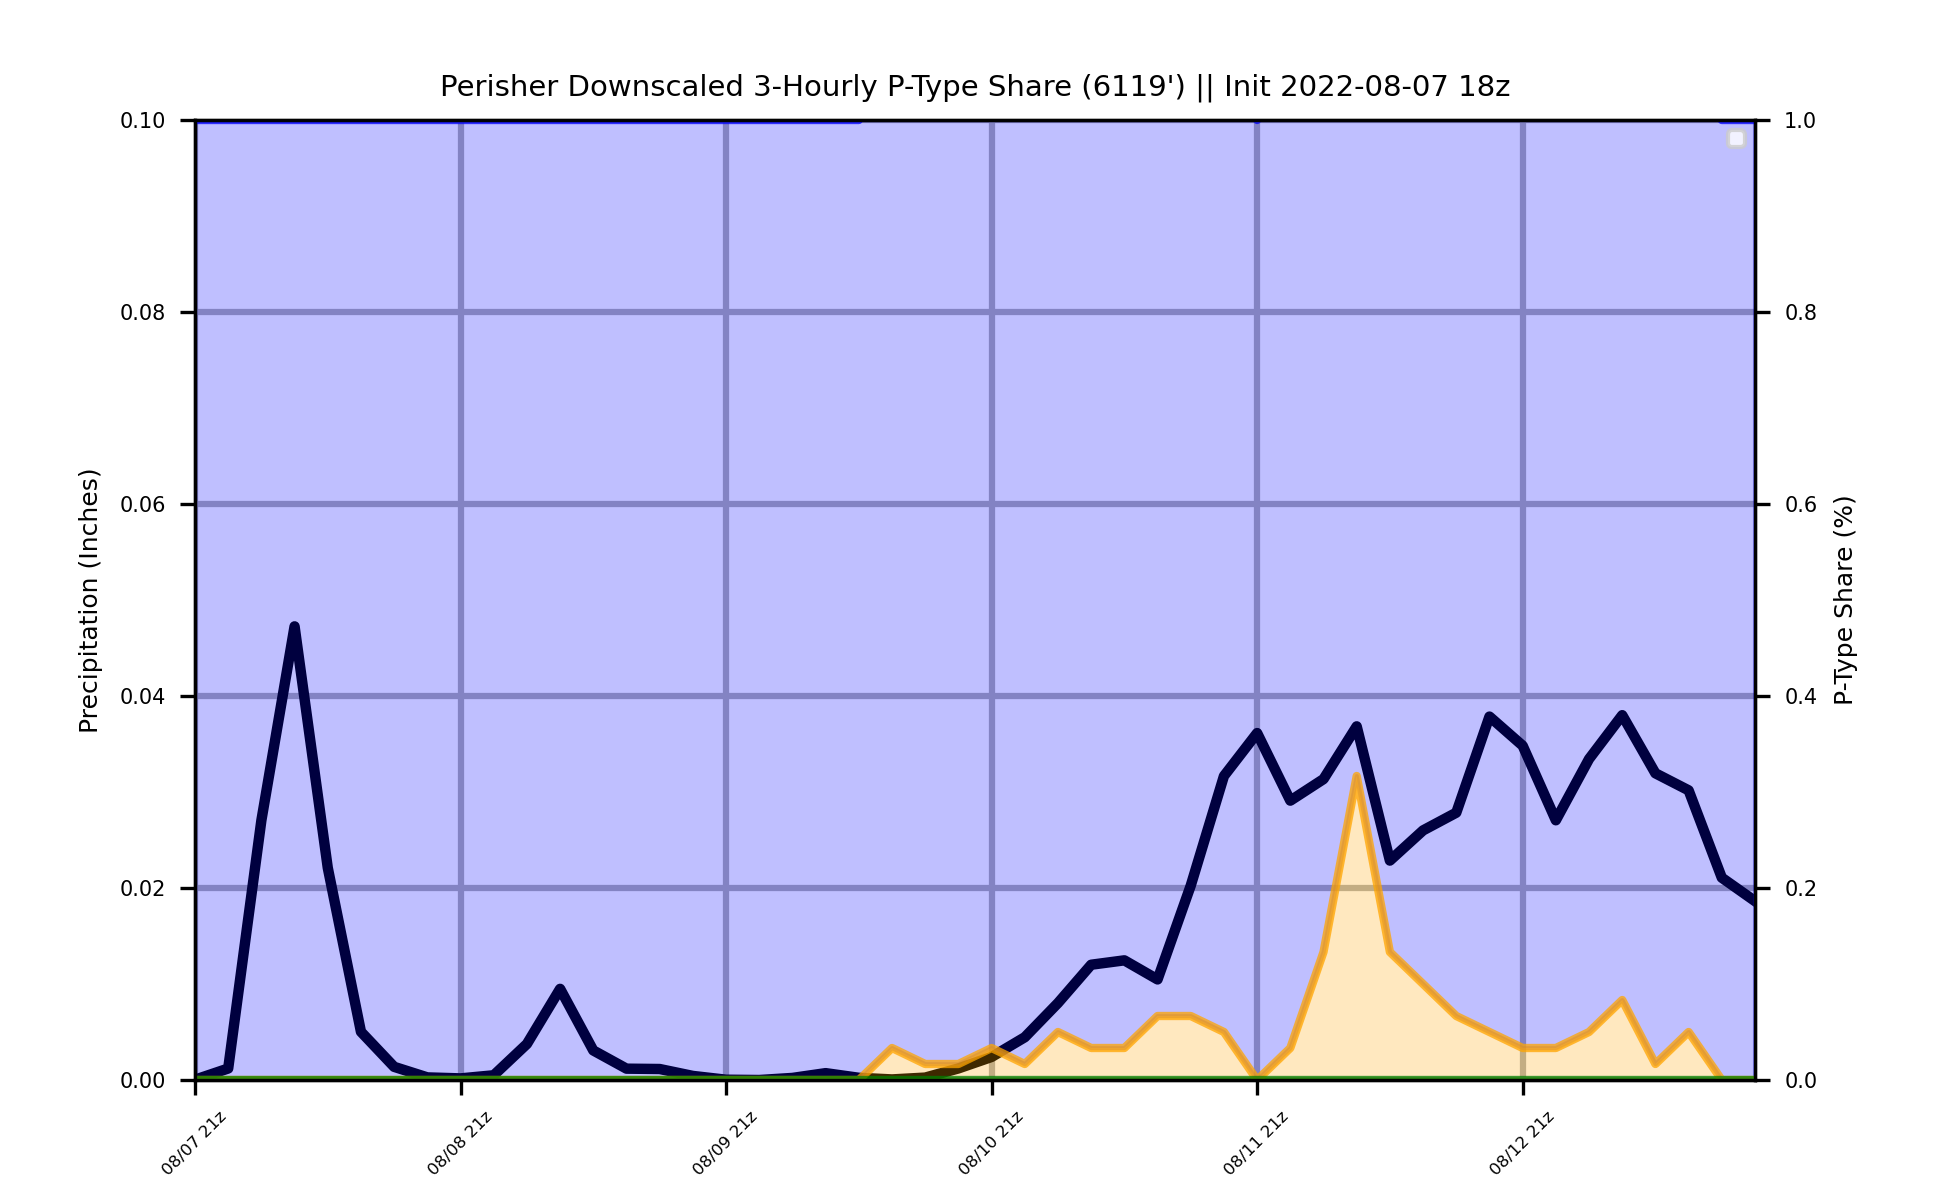 Perisher Downscaled 3-Hourly P-Type Share (6119') || Init 2022-08-07 18z
0.10
0.08
0.06
0.04
0.02
0.00
Precipitation (Inches)
1.0
0.8
0.6
0.4
0.2
0.0
P-Type Share (%)
08/07 21z
08/08 21z
08/09 21z
08/10 21z
08/11 21z
08/12 21z